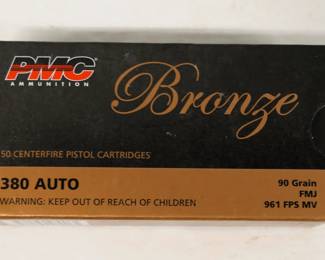 PMC
AMMUNITION
Bronze
50 CENTERFIRE PISTOL CARTRIDGES
380 AUTO
90 Grain
FMJ
WARNING: KEEP OUT OF REACH OF CHILDREN
961 FPS MV